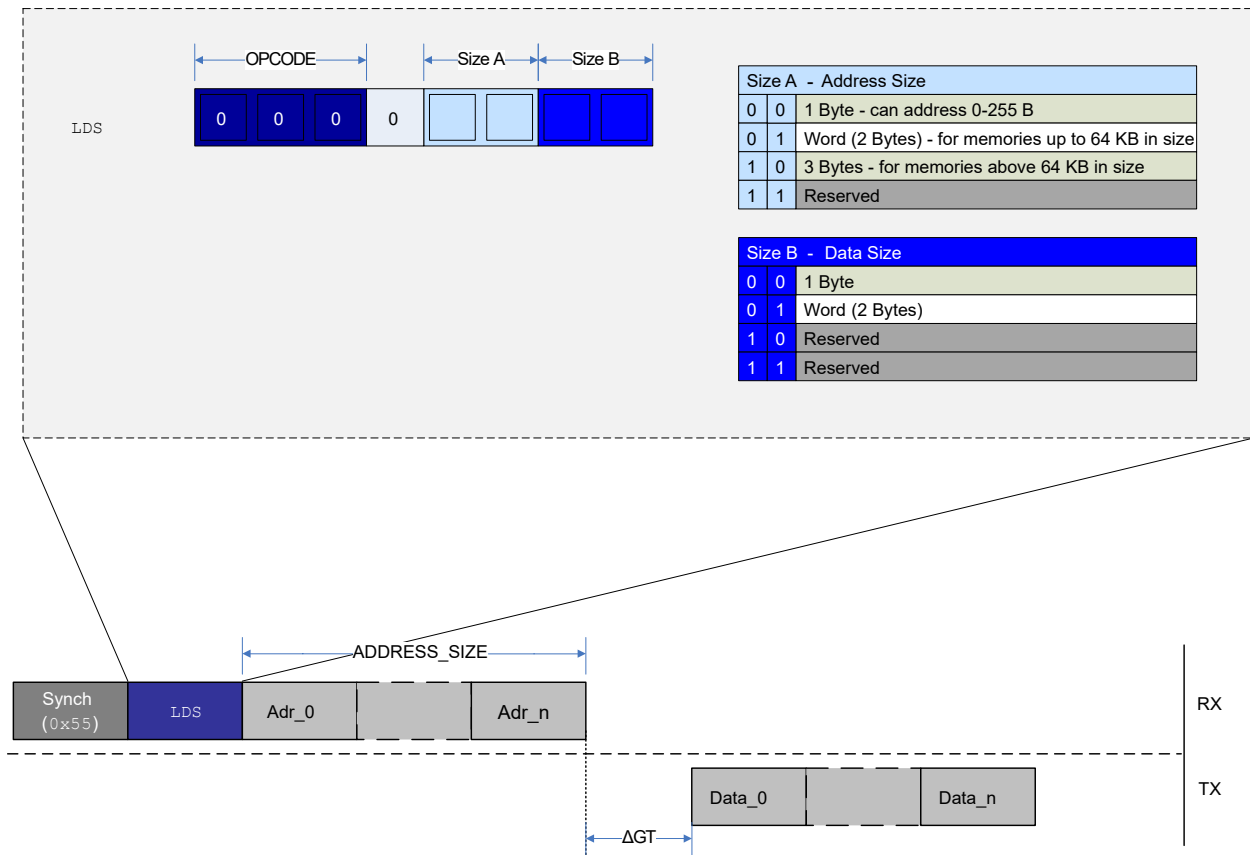 OPCODE Size A Size B
LDS 0 0 0 0
Size A - Address Size
0 0 1 Byte - can address 0-255 B
0 1 Word (2 Bytes) - for memories up to 64 KB in size
1 0 3 Bytes - for memories above 64 KB in size
1 1 Reserved
Size B - Data Size
0 0 1 Byte
0 1 Word (2 Bytes)
1 0 Reserved
1 1 Reserved
ADDRESS_SIZE
Synch
(0x55)
LDS
Adr_0
Adr_n
RX
Data_0
Data_n
TX
ΔGT